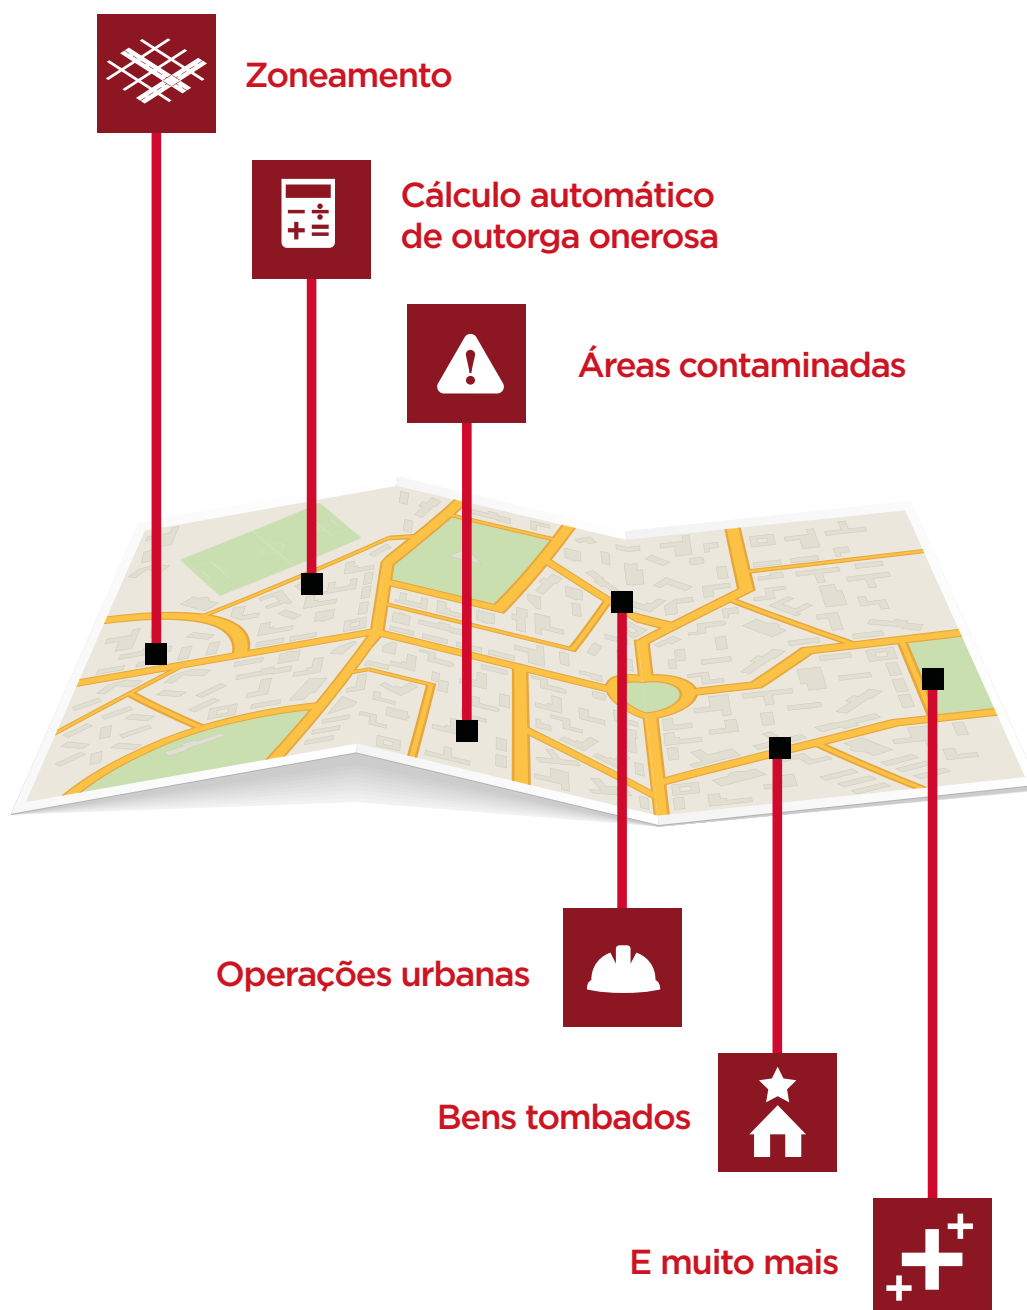 Zoneamento
Cálculo automático
de outorga onerosa
Áreas contaminadas
Operações urbanas
Bens tombados
E muito mais